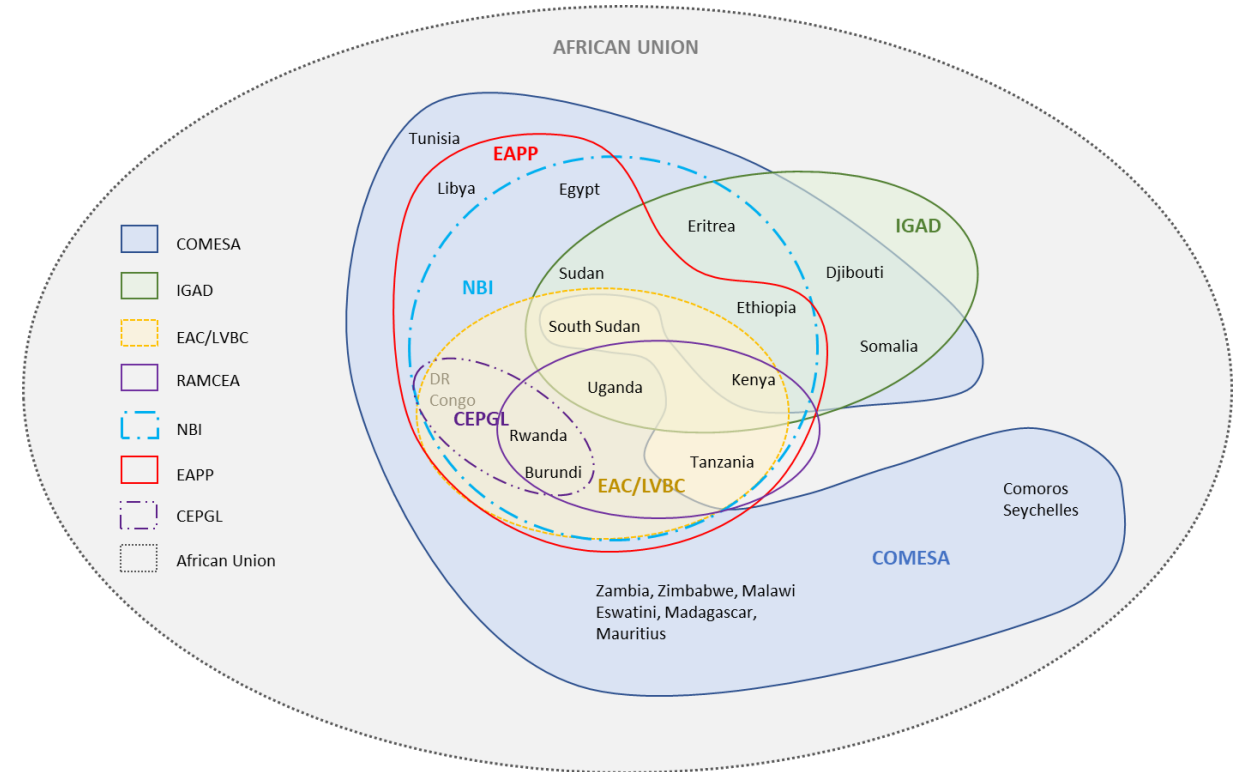 AFRICAN UNION
Tunisia
EAPP
Libya
Egypt
Eritrea
IGAD
Sudan
Djibouti
NBI
Ethiopia
South Sudan
Somalia
DR
Congo
Uganda
Kenya
CEPGL
Rwanda
Burundi
Tanzania
EAC/LVBC
Comoros
Seychelles
COMESA
Zambia, Zimbabwe, Malawi
Eswatini, Madagascar,
Mauritius
COMESA
IGAD
EAC/LVBC
RAMCEA
NBI
EAPP
CEPGL
African Union